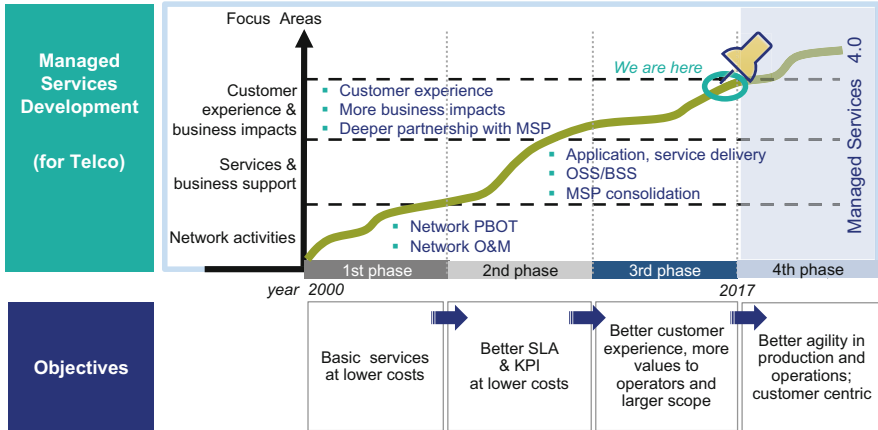 Managed
Services
Development
(for Telco)
Focus Areas
Customer
experience &
business impacts
Services &
business support
Network activities
▪ Customer experience
▪ More business impacts
▪ Deeper partnership with MSP
We are here
▪ Application, service delivery
▪ OSS/BSS
▪ MSP consolidation
▪ Network PBOT
▪ Network O&M
Managed Services 4.0
1st phase
2nd phase
3rd phase
4th phase
year 2000
2017
Objectives
Basic services
at lower costs
Better SLA
& KPI
at lower costs
Better customer
experience, more
values to
operators and
larger scope
Better agility in
production and
operations;
customer centric